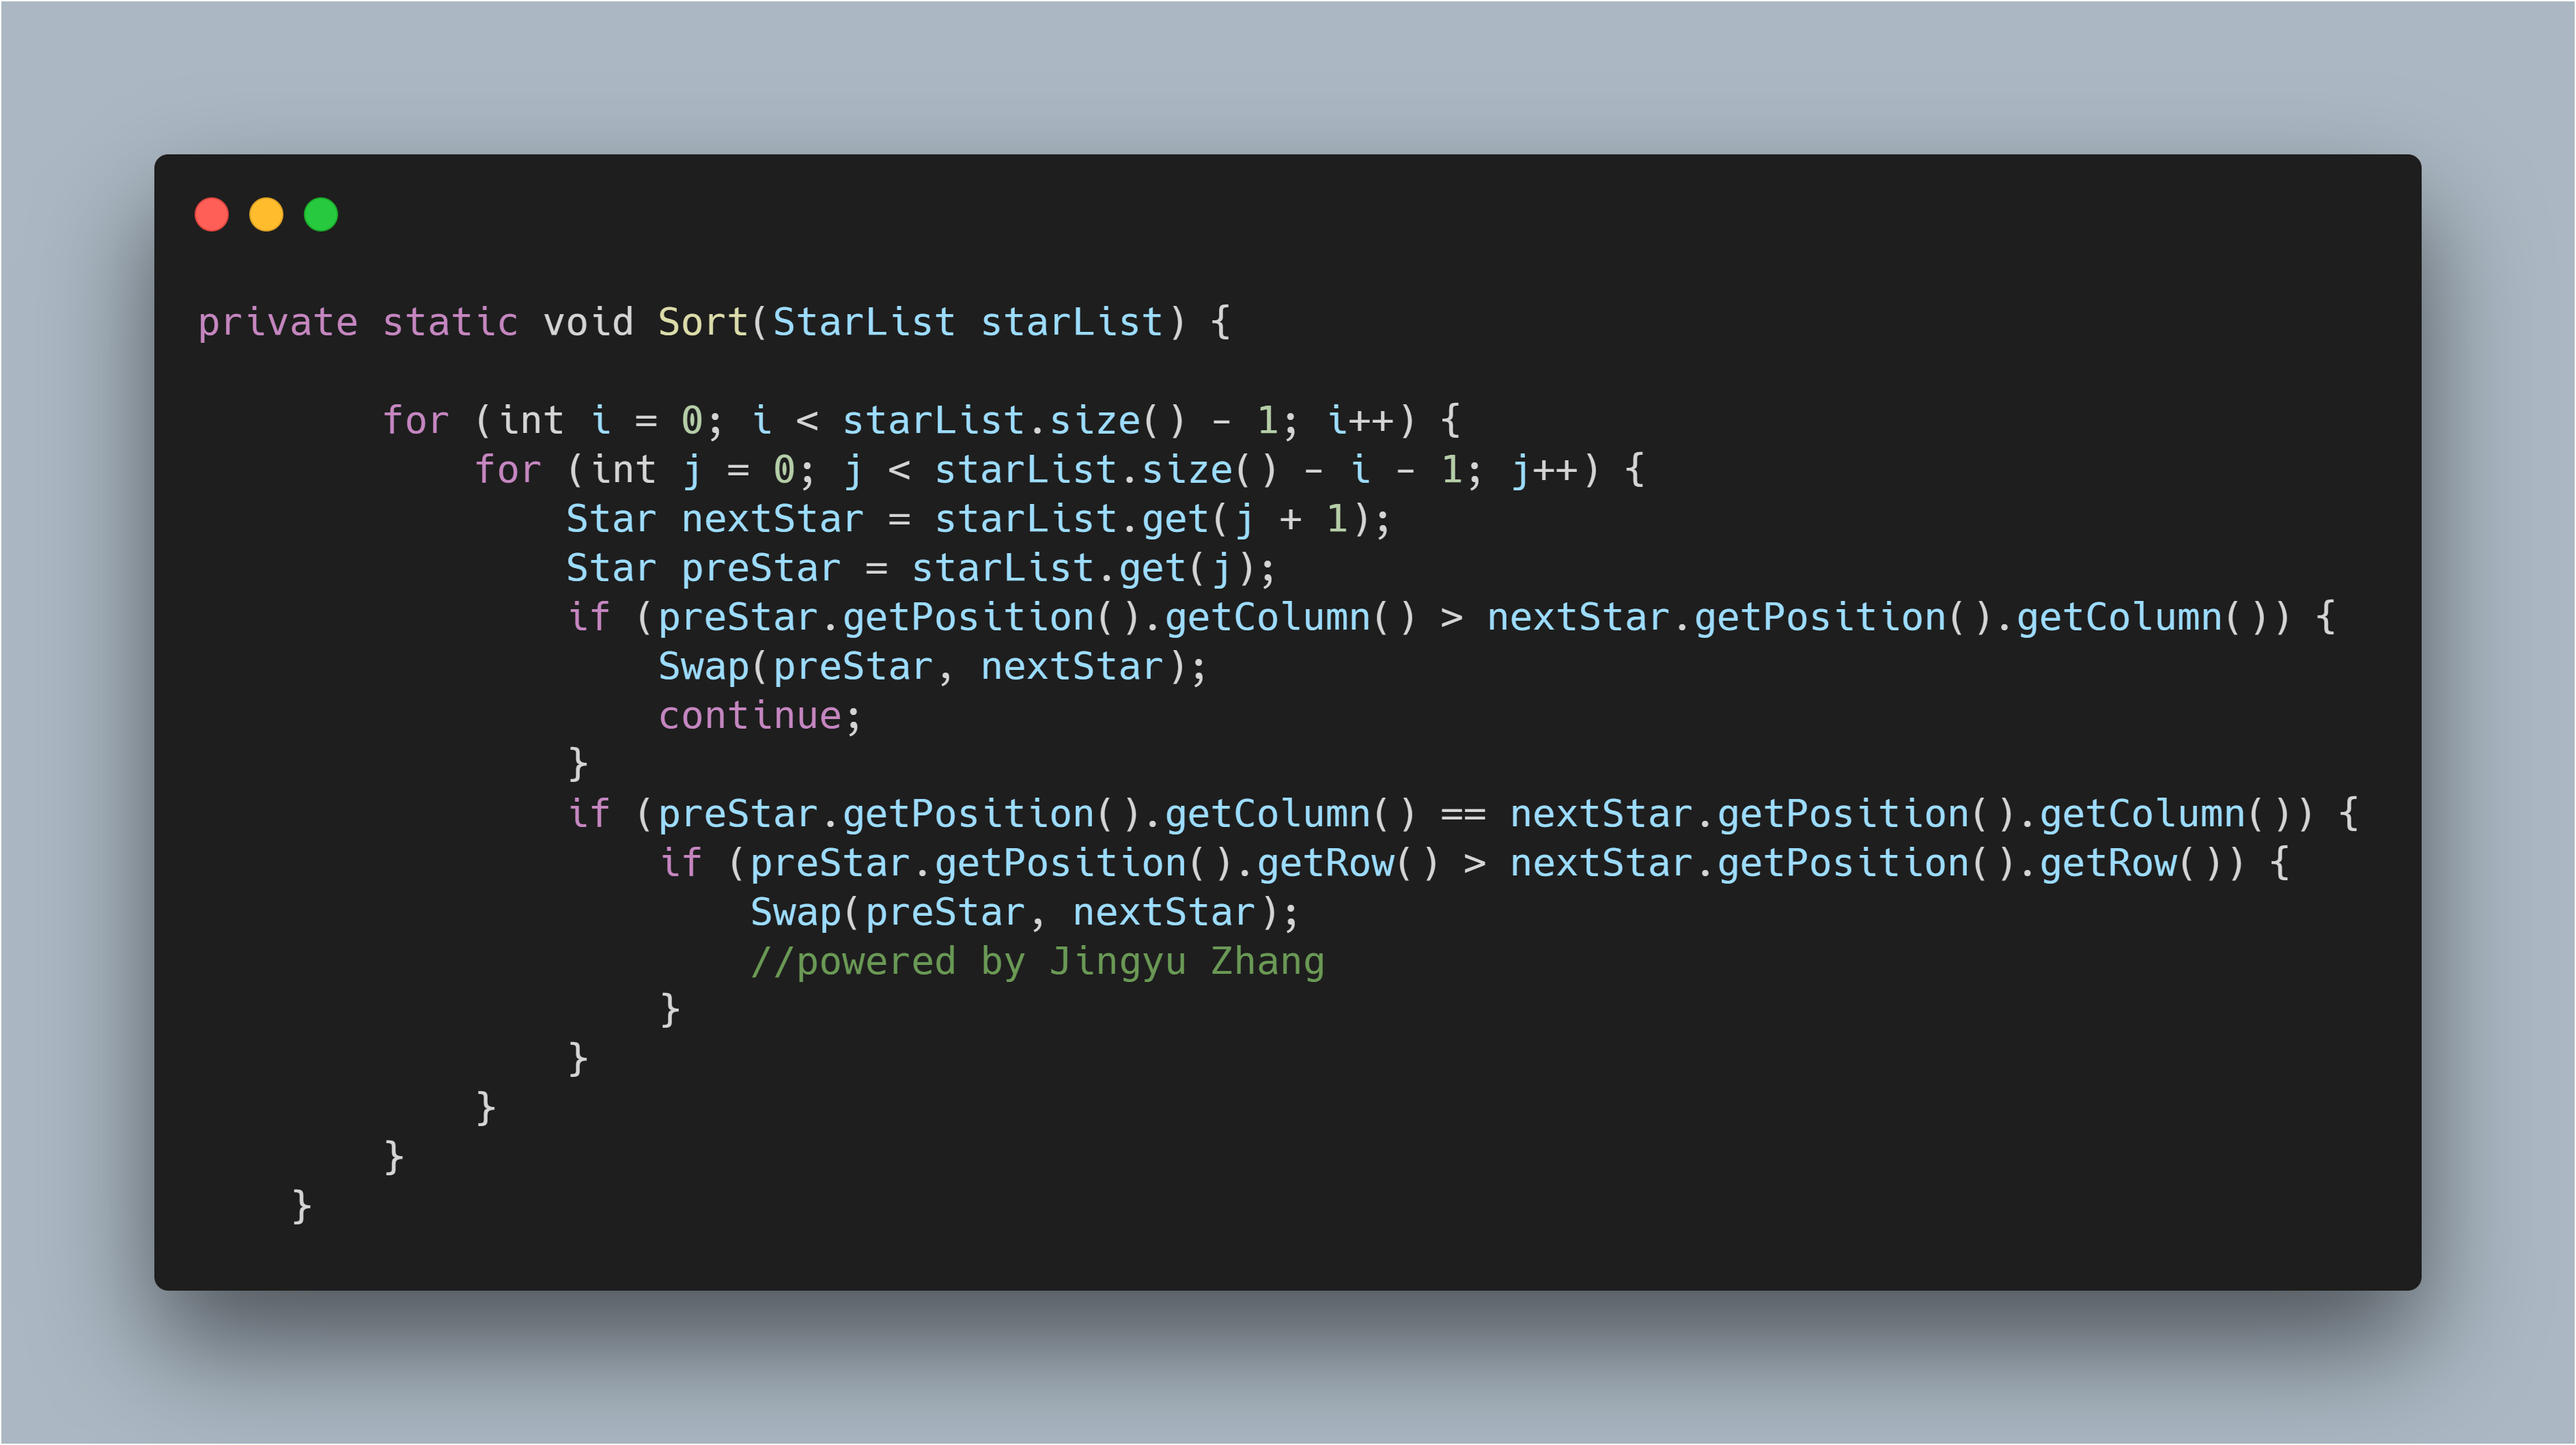 private static void Sort(StarList starList) {
        for (int i = 0; i < starList.size() - 1; i++) {
            for (int j = 0; j < starList.size() - i - 1; j++) {
                Star nextStar = starList.get(j + 1);
                Star preStar = starList.get(j);
                if (preStar.getPosition().getColumn() > nextStar.getPosition().getColumn()) {
                    Swap(preStar, nextStar);
                    continue;
                }
                if (preStar.getPosition().getColumn() == nextStar.getPosition().getColumn()) {
                    if (preStar.getPosition().getRow() > nextStar.getPosition().getRow()) {
                        Swap(preStar, nextStar);
                        //powered by Jingyu Zhang
                    }
                }
            }
        }
    }